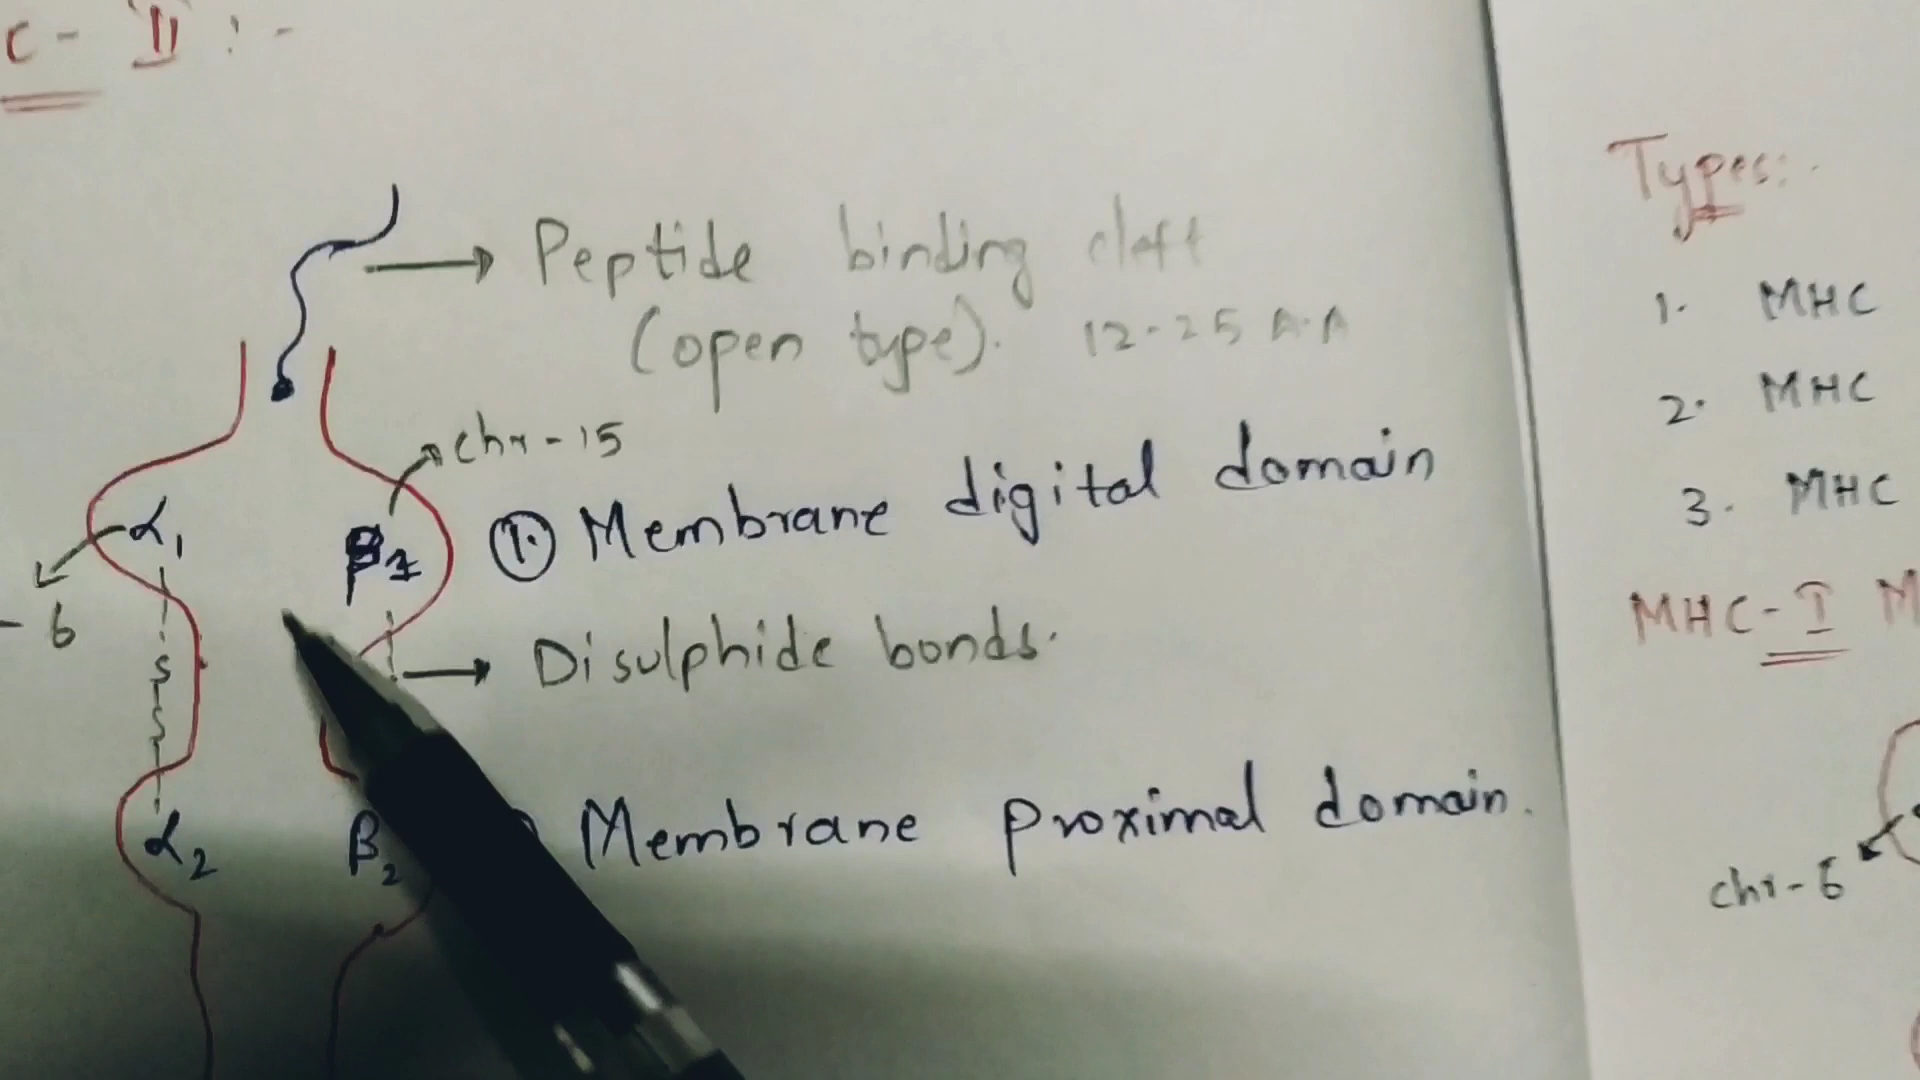 C - II : -
Peptide binding cleft
(open type). 12-25 A.A
chr - 15
α1
β1
① Membrane digital domain
- 6
S
Disulphide bonds.
α2
β2
Membrane proximal domain.
Types: -
1. MHC
2. MHC
3. MHC
MHC - I M
chr - 6